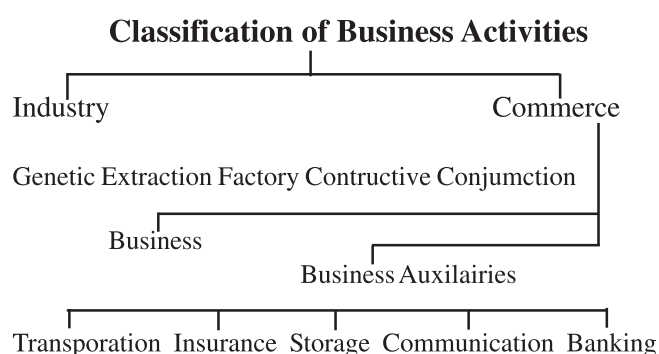 Classification of Business Activities
Industry Commerce
Genetic Extraction Factory Contructive Conjumction
Business
Business Auxilairies
Transporation Insurance Storage Communication Banking